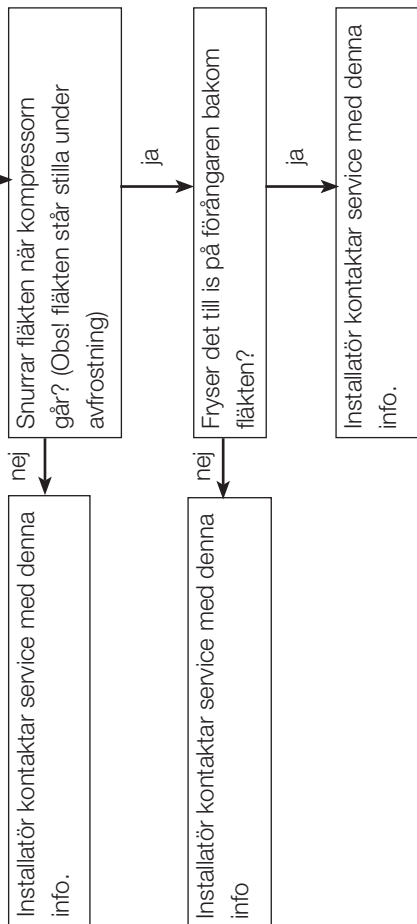 Snurrar fläkten när kompressorn
går? (Obs! fläkten står stilla under
avfrostning)
nej
Installatör kontaktar service med denna
info.
ja
Fryser det till is på förångaren bakom
fläkten?
nej
Installatör kontaktar service med denna
info
ja
Installatör kontaktar service med denna
info.